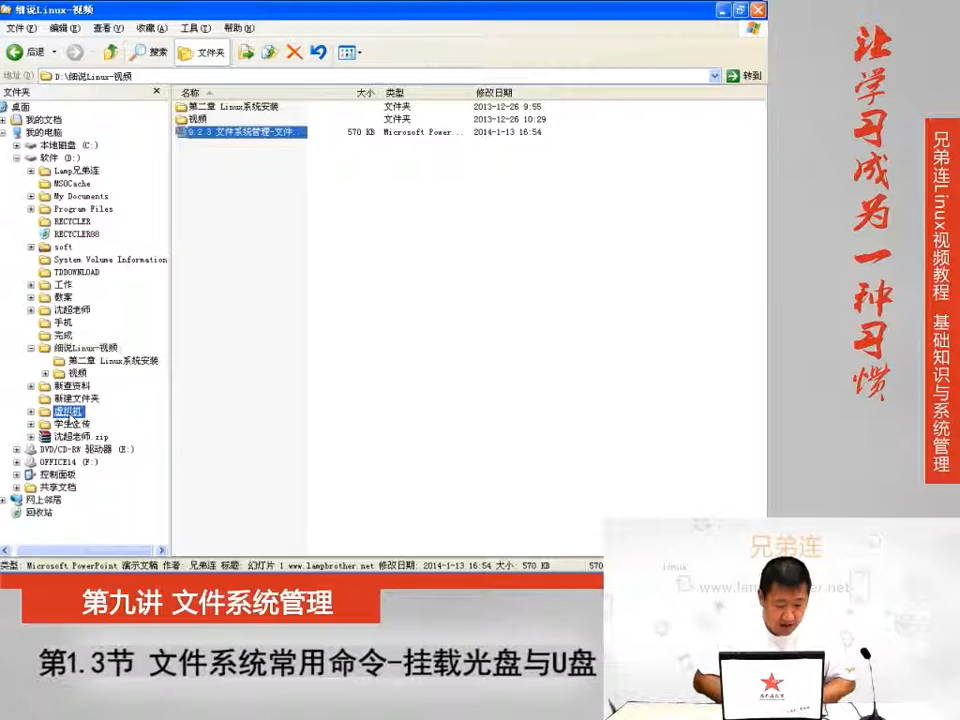 细说Linux-视频
文件(F) 编辑(E) 查看(V) 收藏(A) 工具(T) 帮助(H)
后退 搜索 文件夹
地址(D) D:\细说Linux-视频 转到
文件夹
名称 大小 类型 修改日期
第二章 Linux系统安装 文件夹 2013-12-26 9:55
视频 文件夹 2013-12-26 10:29
9.2.3 文件系统管理-文件... 570 KB Microsoft Power... 2014-1-13 16:54
桌面
我的文档
我的电脑
本地磁盘 (C:)
软件 (D:)
Lamp兄弟连
MSOCache
My Documents
Program Files
RECYCLER
RECYCLER88
soft
System Volume Information
TDDOWNLOAD
工作
教案
沈超老师
手机
完成
细说Linux-视频
第二章 Linux系统安装
视频
新查资料
新建文件夹
虚拟机
学生上传
沈超老师.zip
DVD/CD-RW 驱动器 (E:)
OFFICE14 (F:)
控制面板
共享文档
网上邻居
回收站
类型: Microsoft PowerPoint 演示文稿 作者: 兄弟连 标题: 幻灯片 1 www.lampbrother.net 修改日期: 2014-1-13 16:54 大小: 570 KB 570
让学习成为一种习惯
兄弟连Linux视频教程 基础知识与系统管理
兄弟连
Linux
第九讲 文件系统管理
第1.3节 文件系统常用命令-挂载光盘与U盘